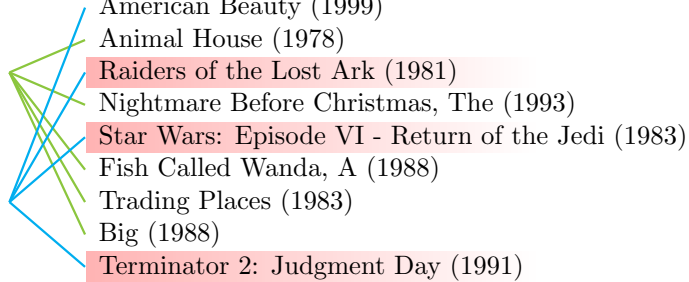 American Beauty (1999)
Animal House (1978)
Raiders of the Lost Ark (1981)
Nightmare Before Christmas, The (1993)
Star Wars: Episode VI - Return of the Jedi (1983)
Fish Called Wanda, A (1988)
Trading Places (1983)
Big (1988)
Terminator 2: Judgment Day (1991)